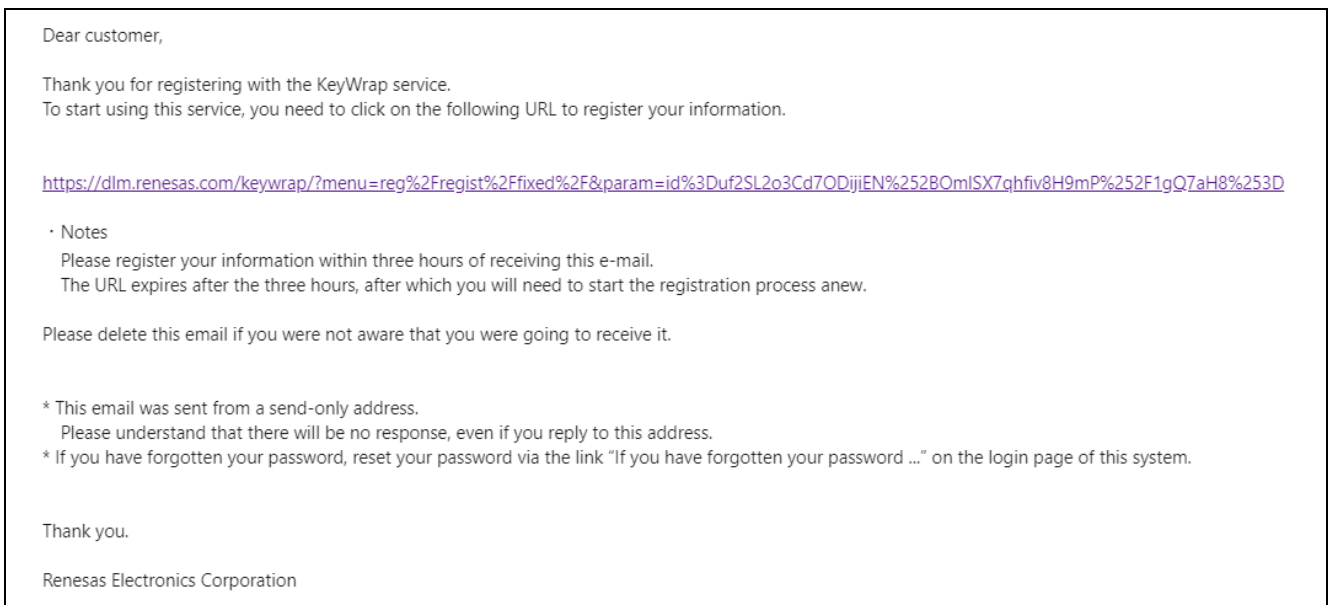 Dear customer,
Thank you for registering with the KeyWrap service.
To start using this service, you need to click on the following URL to register your information.
https://dlm.renesas.com/keywrap/?menu=reg%2Fregist%2Ffixed%2F&param=id%3Duf2SL2o3Cd7ODijiEN%252BOmlSX7qhfiv8H9mP%252F1gQ7aH8%253D
・Notes
Please register your information within three hours of receiving this e-mail.
The URL expires after the three hours, after which you will need to start the registration process anew.
Please delete this email if you were not aware that you were going to receive it.
* This email was sent from a send-only address.
Please understand that there will be no response, even if you reply to this address.
* If you have forgotten your password, reset your password via the link “If you have forgotten your password ...” on the login page of this system.
Thank you.
Renesas Electronics Corporation